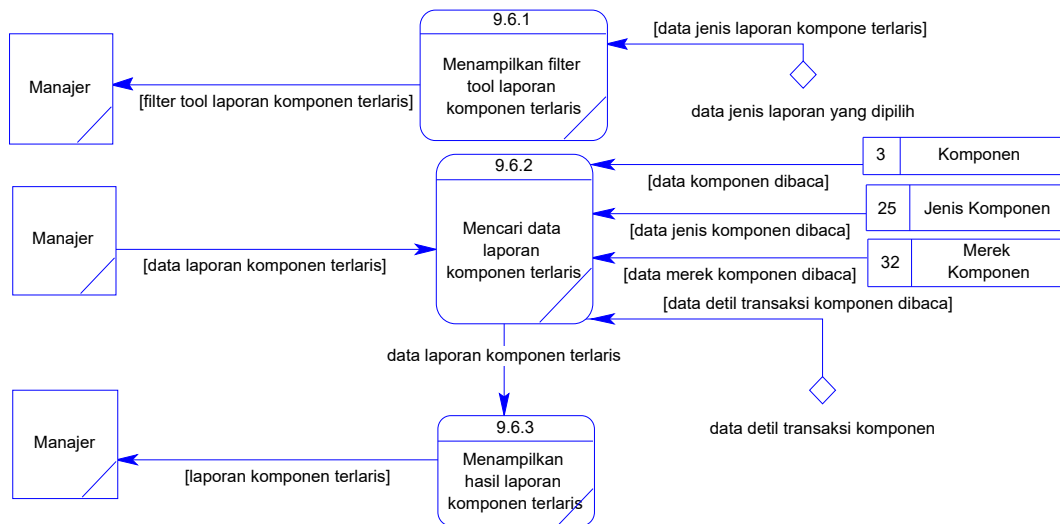 9.6.1
Menampilkan filter
tool laporan
komponen terlaris
[data jenis laporan kompone terlaris]
data jenis laporan yang dipilih
Manajer
[filter tool laporan komponen terlaris]
9.6.2
Mencari data
laporan
komponen terlaris
3
Komponen
[data komponen dibaca]
25
Jenis Komponen
[data jenis komponen dibaca]
32
Merek
Komponen
[data merek komponen dibaca]
Manajer
[data laporan komponen terlaris]
[data detil transaksi komponen dibaca]
data detil transaksi komponen
data laporan komponen terlaris
9.6.3
Menampilkan
hasil laporan
komponen terlaris
Manajer
[laporan komponen terlaris]